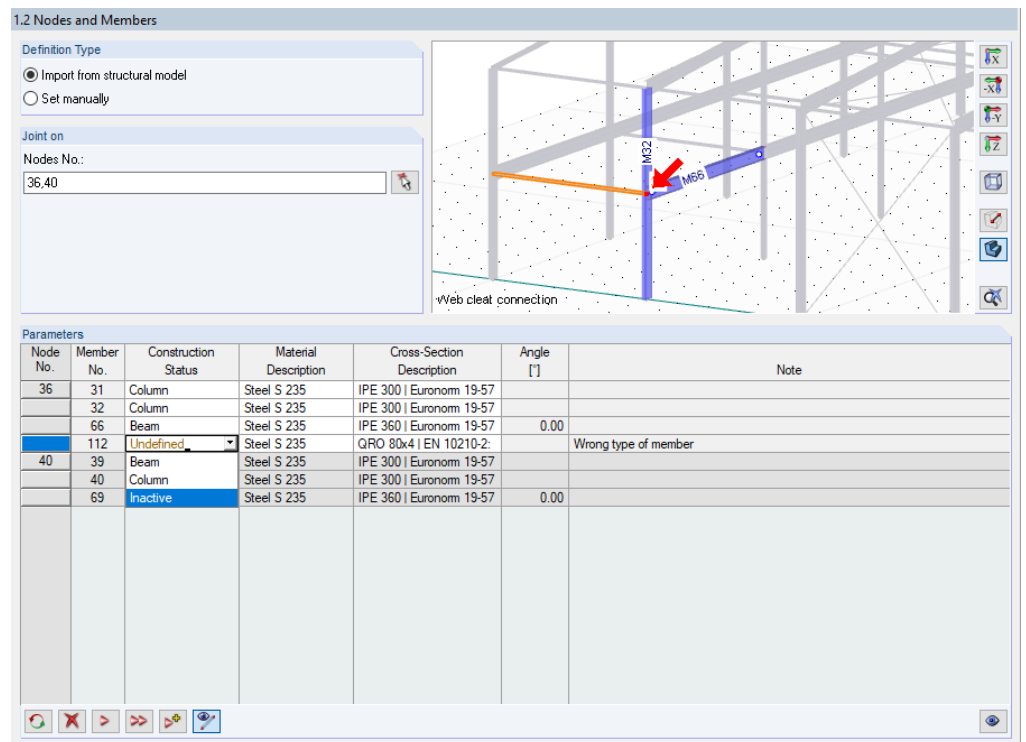 1.2 Nodes and Members
Definition Type
Import from structural model
Set manually
Joint on
Nodes No.:
36,40
M32
M66
Web cleat connection
X
-X
-Y
Z
Parameters
Node Member Construction Material Cross-Section Angle
No. No. Status Description Description [°] Note
36 31 Column Steel S 235 IPE 300 | Euronorm 19-57
32 Column Steel S 235 IPE 300 | Euronorm 19-57
66 Beam Steel S 235 IPE 360 | Euronorm 19-57 0.00
112 Undefined Steel S 235 QRO 80x4 | EN 10210-2: Wrong type of member
40 39 Beam Steel S 235 IPE 300 | Euronorm 19-57
40 Column Steel S 235 IPE 300 | Euronorm 19-57
69 Inactive Steel S 235 IPE 360 | Euronorm 19-57 0.00